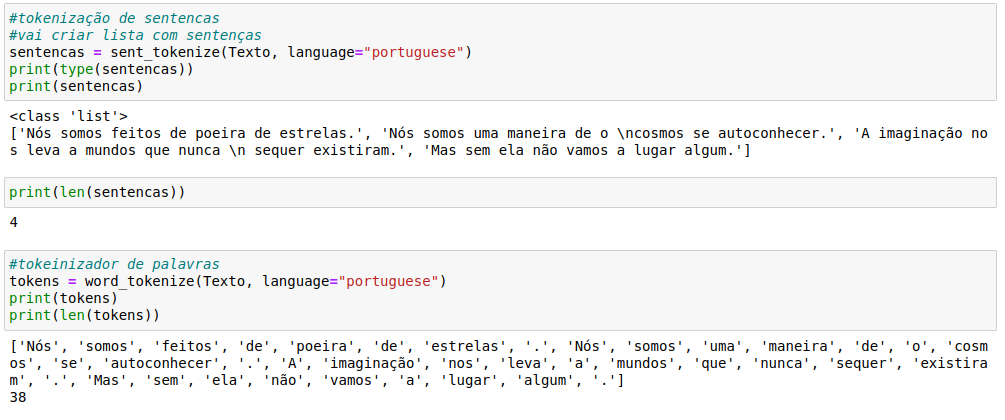 #tokenização de sentencas
#vai criar lista com sentenças
sentencas = sent_tokenize(Texto, language="portuguese")
print(type(sentencas))
print(sentencas)
<class 'list'>
['Nós somos feitos de poeira de estrelas.', 'Nós somos uma maneira de o \ncosmos se autoconhecer.', 'A imaginação no
s leva a mundos que nunca \n sequer existiram.', 'Mas sem ela não vamos a lugar algum.']
print(len(sentencas))
4
#tokeinizador de palavras
tokens = word_tokenize(Texto, language="portuguese")
print(tokens)
print(len(tokens))
['Nós', 'somos', 'feitos', 'de', 'poeira', 'de', 'estrelas', '.', 'Nós', 'somos', 'uma', 'maneira', 'de', 'o', 'cosm
os', 'se', 'autoconhecer', '.', 'A', 'imaginação', 'nos', 'leva', 'a', 'mundos', 'que', 'nunca', 'sequer', 'existira
m', '.', 'Mas', 'sem', 'ela', 'não', 'vamos', 'a', 'lugar', 'algum', '.']
38